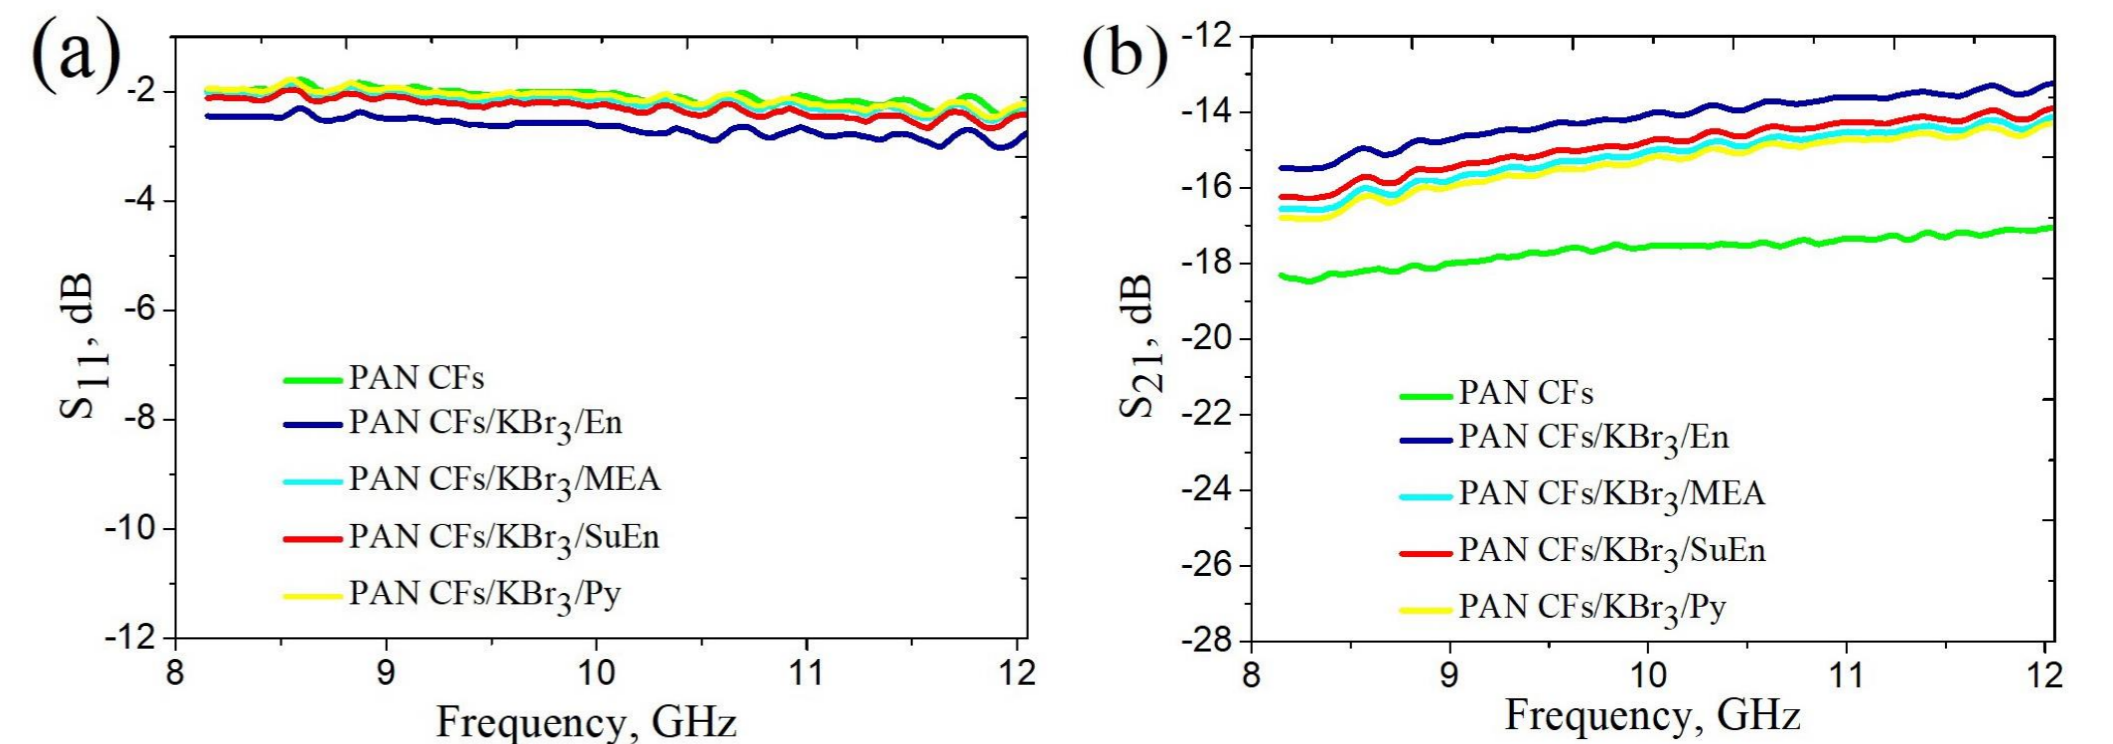 (a)
-2
-4
-6
-8
-10
-12
S11, dB
PAN CFs
PAN CFs/KBr3/En
PAN CFs/KBr3/MEA
PAN CFs/KBr3/SuEn
PAN CFs/KBr3/Py
8 9 10 11 12
Frequency, GHz
(b)
-12
-14
-16
-18
-20
-22
-24
-26
-28
S21, dB
PAN CFs
PAN CFs/KBr3/En
PAN CFs/KBr3/MEA
PAN CFs/KBr3/SuEn
PAN CFs/KBr3/Py
8 9 10 11 12
Frequency, GHz